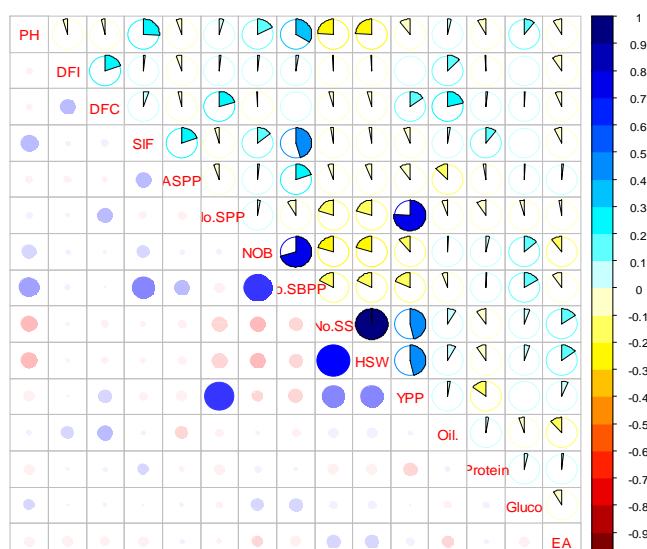 PH
DFI
DFC
SIF
ASPP
lo.SPP
NOB
o.SBPP
No.SS
HSW
YPP
Oil.
Protein
Gluco
EA
1
0.9
0.8
0.7
0.6
0.5
0.4
0.3
0.2
0.1
0
-0.1
-0.2
-0.3
-0.4
-0.5
-0.6
-0.7
-0.8
-0.9